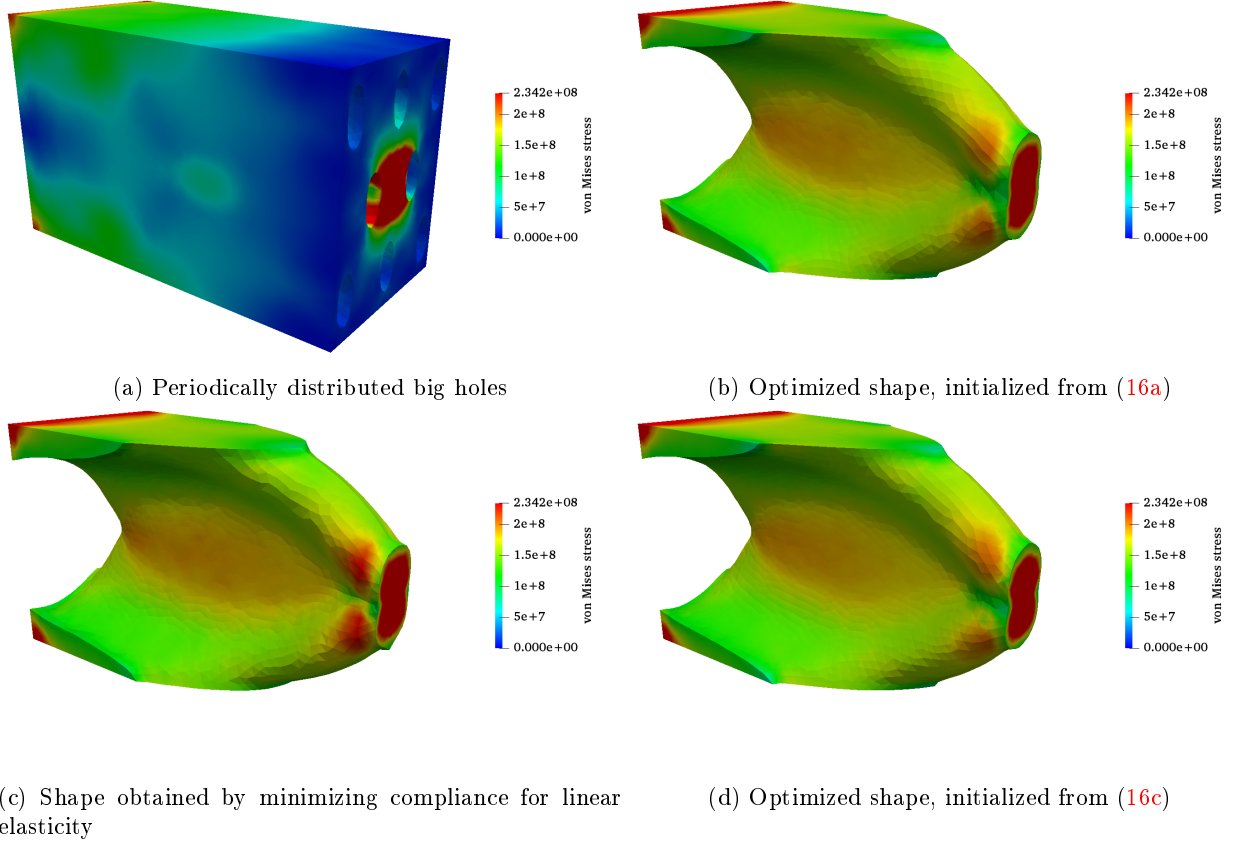 2.342e+08
2e+8
1.5e+8
1e+8
5e+7
0.000e+00
von Mises stress
2.342e+08
2e+8
1.5e+8
1e+8
5e+7
0.000e+00
von Mises stress
(a) Periodically distributed big holes
(b) Optimized shape, initialized from (16a)
2.342e+08
2e+8
1.5e+8
1e+8
5e+7
0.000e+00
von Mises stress
2.342e+08
2e+8
1.5e+8
1e+8
5e+7
0.000e+00
von Mises stress
(c) Shape obtained by minimizing compliance for linear
elasticity
(d) Optimized shape, initialized from (16c)